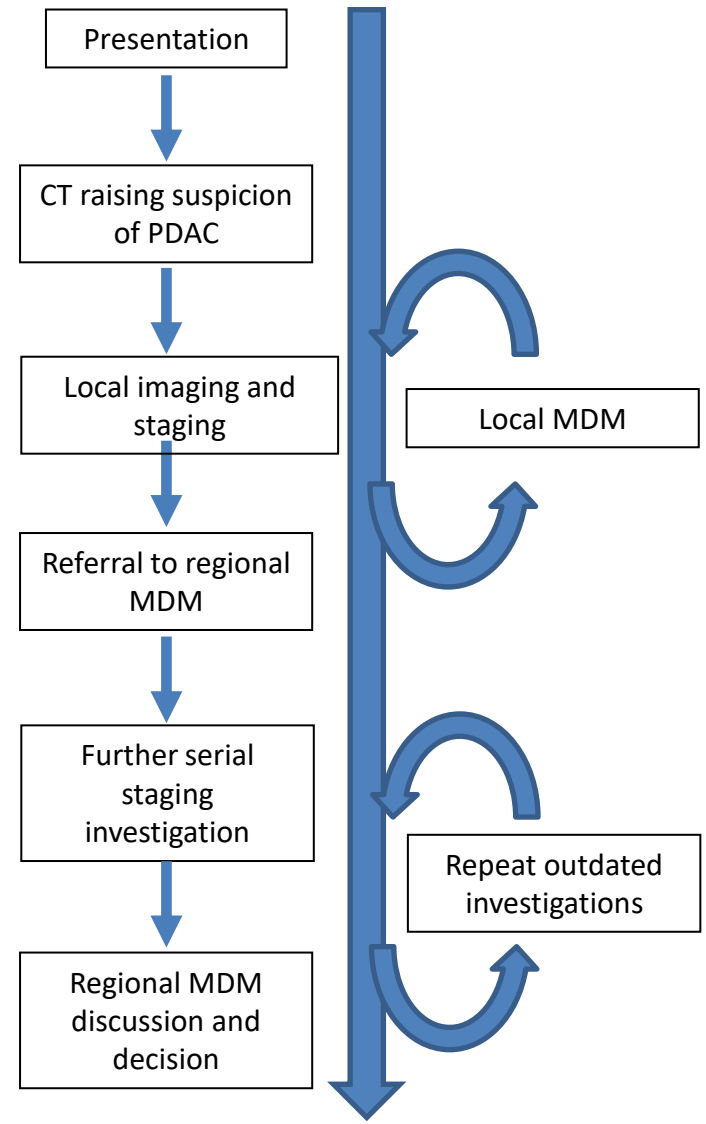 Presentation
CT raising suspicion
of PDAC
Local imaging and
staging
Local MDM
Referral to regional
MDM
Further serial
staging
investigation
Repeat outdated
investigations
Regional MDM
discussion and
decision